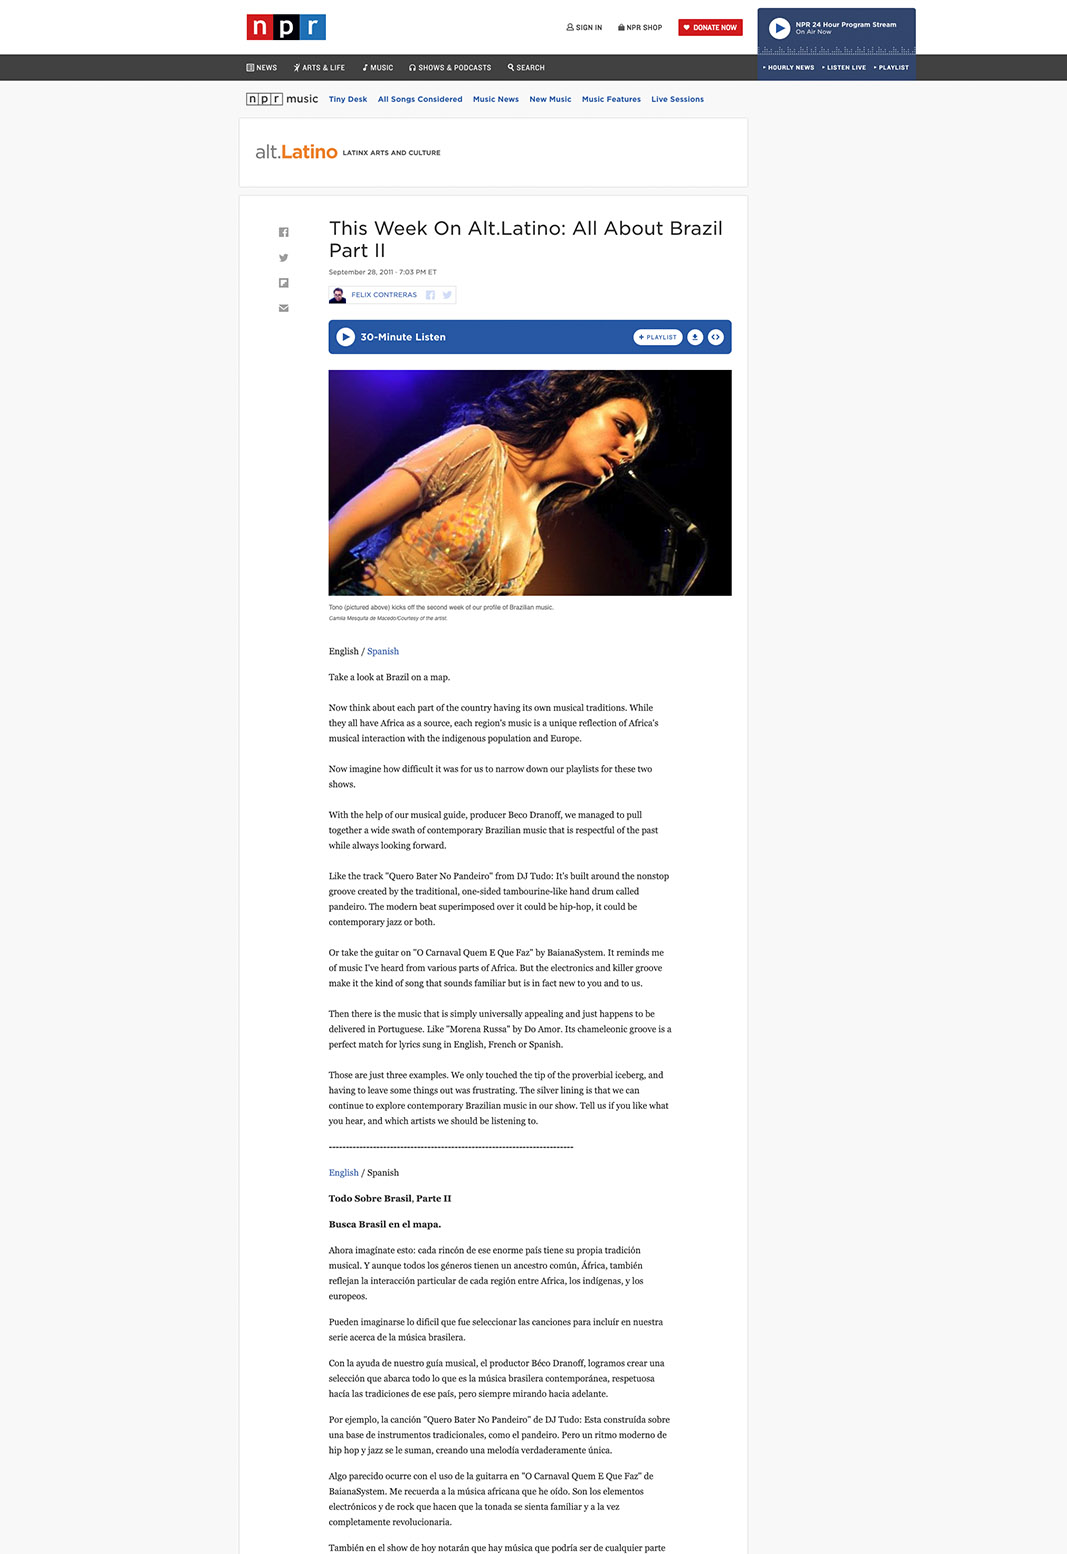 npr
SIGN IN
NPR SHOP
DONATE NOW
NPR 24 Hour Program Stream
On Air Now
NEWS
ARTS & LIFE
MUSIC
SHOWS & PODCASTS
SEARCH
HOURLY NEWS
LISTEN LIVE
PLAYLIST
npr music
Tiny Desk
All Songs Considered
Music News
New Music
Music Features
Live Sessions
alt.Latino LATINX ARTS AND CULTURE
This Week On Alt.Latino: All About Brazil
Part II
September 28, 2011 · 7:03 PM ET
FELIX CONTRERAS
30-Minute Listen
+ PLAYLIST
Tono (pictured above) kicks off the second week of our profile of Brazilian music.
Camila Mesquita de Macedo/Courtesy of the artist
English / Spanish
Take a look at Brazil on a map.
Now think about each part of the country having its own musical traditions. While
they all have Africa as a source, each region's music is a unique reflection of Africa's
musical interaction with the indigenous population and Europe.
Now imagine how difficult it was for us to narrow down our playlists for these two
shows.
With the help of our musical guide, producer Beco Dranoff, we managed to pull
together a wide swath of contemporary Brazilian music that is respectful of the past
while always looking forward.
Like the track "Quero Bater No Pandeiro" from DJ Tudo: It's built around the nonstop
groove created by the traditional, one-sided tambourine-like hand drum called
pandeiro. The modern beat superimposed over it could be hip-hop, it could be
contemporary jazz or both.
Or take the guitar on "O Carnaval Quem E Que Faz" by BaianaSystem. It reminds me
of music I've heard from various parts of Africa. But the electronics and killer groove
make it the kind of song that sounds familiar but is in fact new to you and to us.
Then there is the music that is simply universally appealing and just happens to be
delivered in Portuguese. Like "Morena Russa" by Do Amor. Its chameleonic groove is a
perfect match for lyrics sung in English, French or Spanish.
Those are just three examples. We only touched the tip of the proverbial iceberg, and
having to leave some things out was frustrating. The silver lining is that we can
continue to explore contemporary Brazilian music in our show. Tell us if you like what
you hear, and which artists we should be listening to.
------------------------------------------------------------------------
English / Spanish
Todo Sobre Brasil, Parte II
Busca Brasil en el mapa.
Ahora imagínate esto: cada rincón de ese enorme país tiene su propia tradición
musical. Y aunque todos los géneros tienen un ancestro común, África, también
reflejan la interacción particular de cada región entre Africa, los indígenas, y los
europeos.
Pueden imaginarse lo dificil que fue seleccionar las canciones para incluír en nuestra
serie acerca de la música brasilera.
Con la ayuda de nuestro guía musical, el productor Béco Dranoff, logramos crear una
selección que abarca todo lo que es la música brasilera contemporánea, respetuosa
hacía las tradiciones de ese país, pero siempre mirando hacia adelante.
Por ejemplo, la canción "Quero Bater No Pandeiro" de DJ Tudo: Esta construída sobre
una base de instrumentos tradicionales, como el pandeiro. Pero un ritmo moderno de
hip hop y jazz se le suman, creando una melodía verdaderamente única.
Algo parecido ocurre con el uso de la guitarra en "O Carnaval Quem E Que Faz" de
BaianaSystem. Me recuerda a la música africana que he oído. Son los elementos
electrónicos y de rock que hacen que la tonada se sienta familiar y a la vez
completamente revolucionaria.
También en el show de hoy notarán que hay música que podría ser de cualquier parte